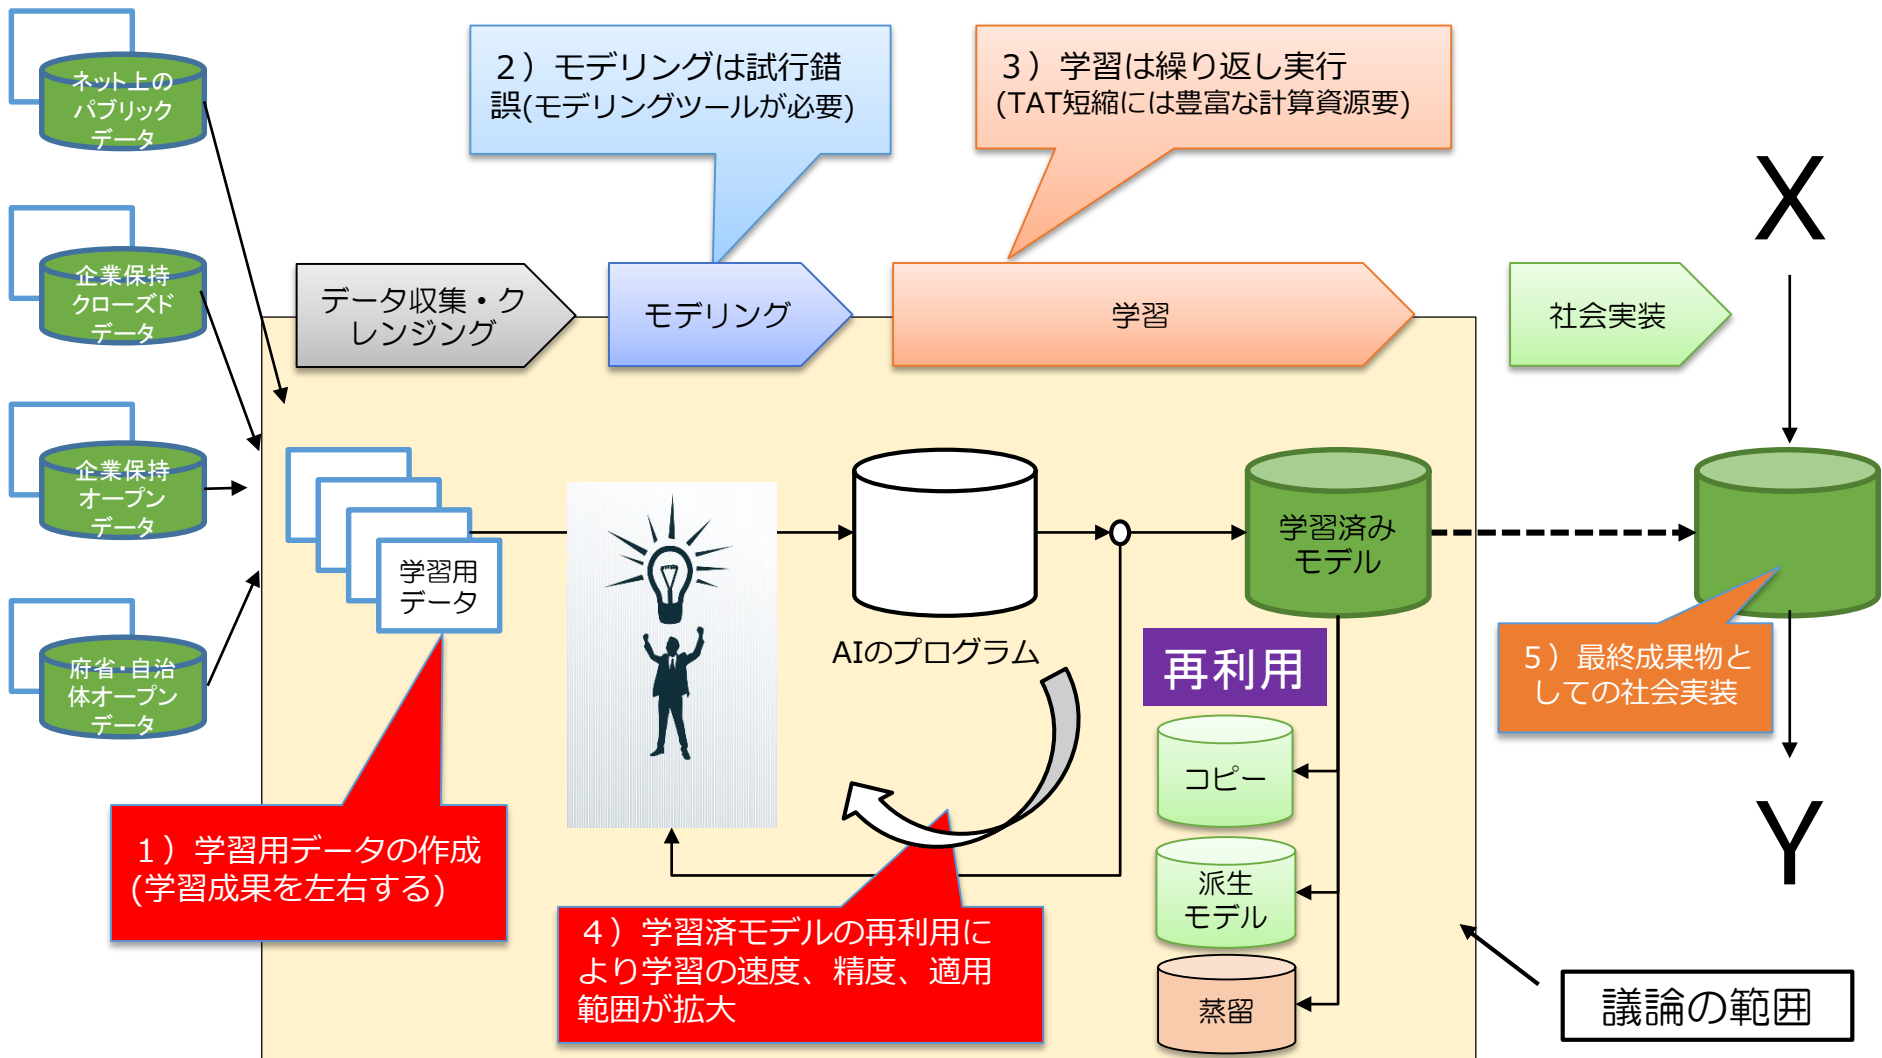 ネット上の
パブリック
データ
企業保持
クローズド
データ
企業保持
オープン
データ
府省・自治
体オープン
データ
２）モデリングは試行錯
誤(モデリングツールが必要)
３）学習は繰り返し実行
(TAT短縮には豊富な計算資源要)
データ収集・ク
レンジング
モデリング
学習
社会実装
X
学習用
データ
AIのプログラム
学習済み
モデル
再利用
コピー
派生
モデル
蒸留
１）学習用データの作成
(学習成果を左右する)
４）学習済モデルの再利用に
より学習の速度、精度、適用
範囲が拡大
５）最終成果物と
しての社会実装
Y
議論の範囲